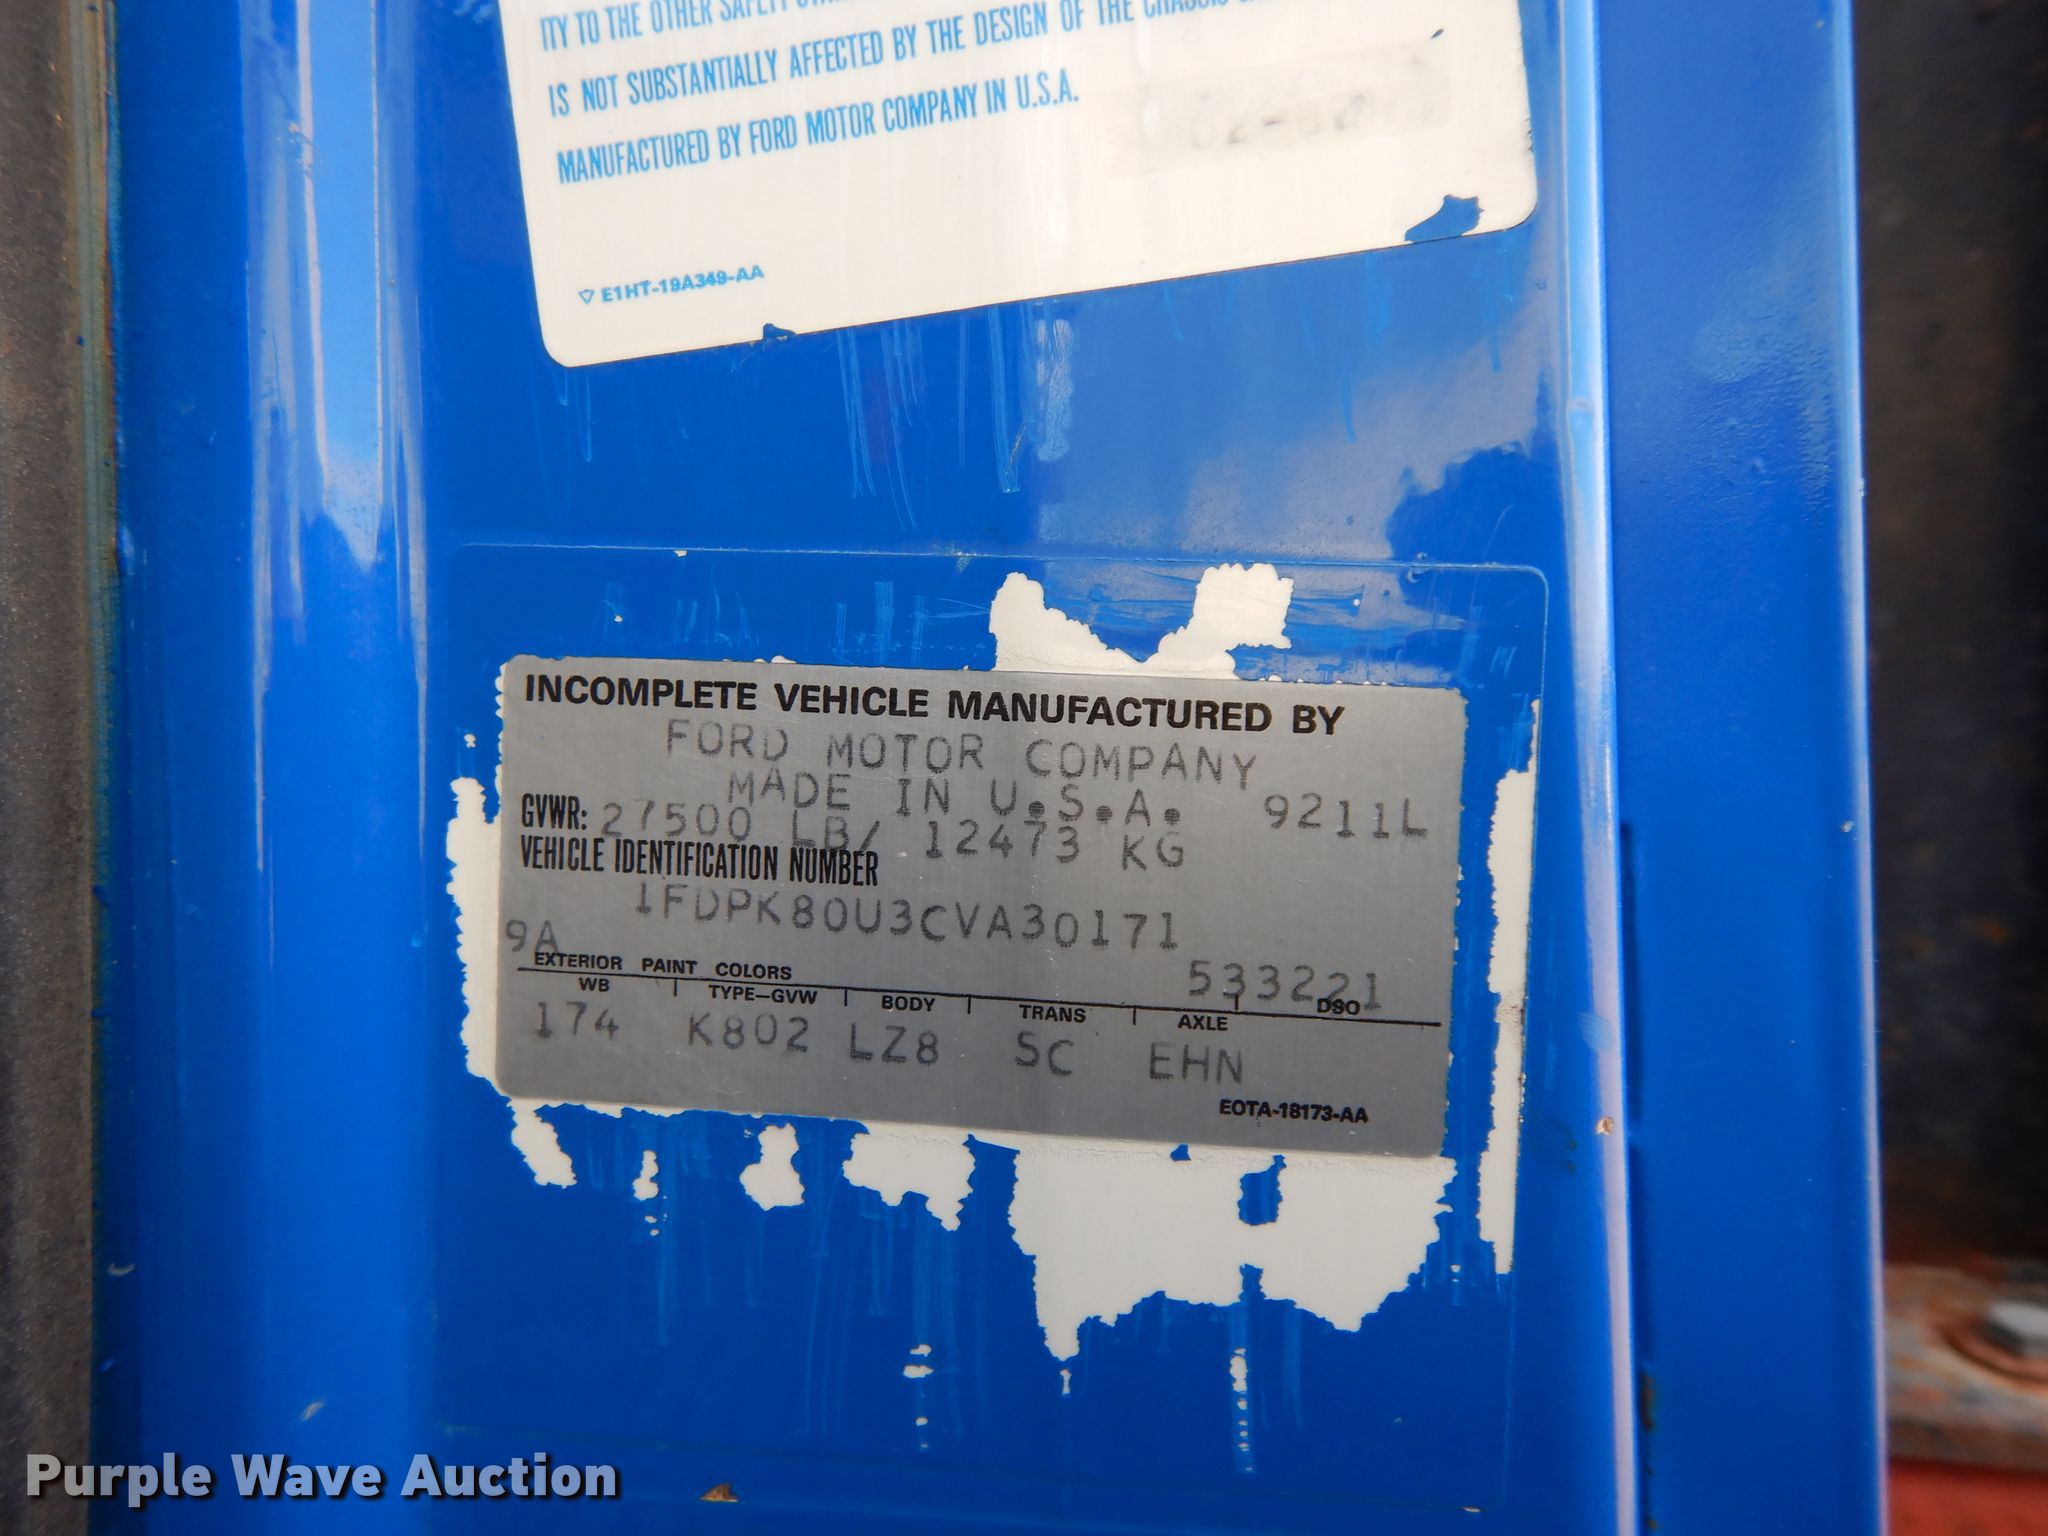 ITY TO THE OTHER SAFETY
IS NOT SUBSTANTIALLY AFFECTED BY THE DESIGN OF THE CHASSIS
MANUFACTURED BY FORD MOTOR COMPANY IN U.S.A.
E1HT-19A349-AA
INCOMPLETE VEHICLE MANUFACTURED BY
FORD MOTOR COMPANY
MADE IN U.S.A. 9211L
GVWR: 27500 LB/ 12473 KG
VEHICLE IDENTIFICATION NUMBER
1FDPK80U3CVA30171
9A
EXTERIOR PAINT COLORS 533221 DSO
WB TYPE-GVW BODY TRANS AXLE
174 K802 LZ8 5C EHN
EOTA-18173-AA
Purple Wave Auction